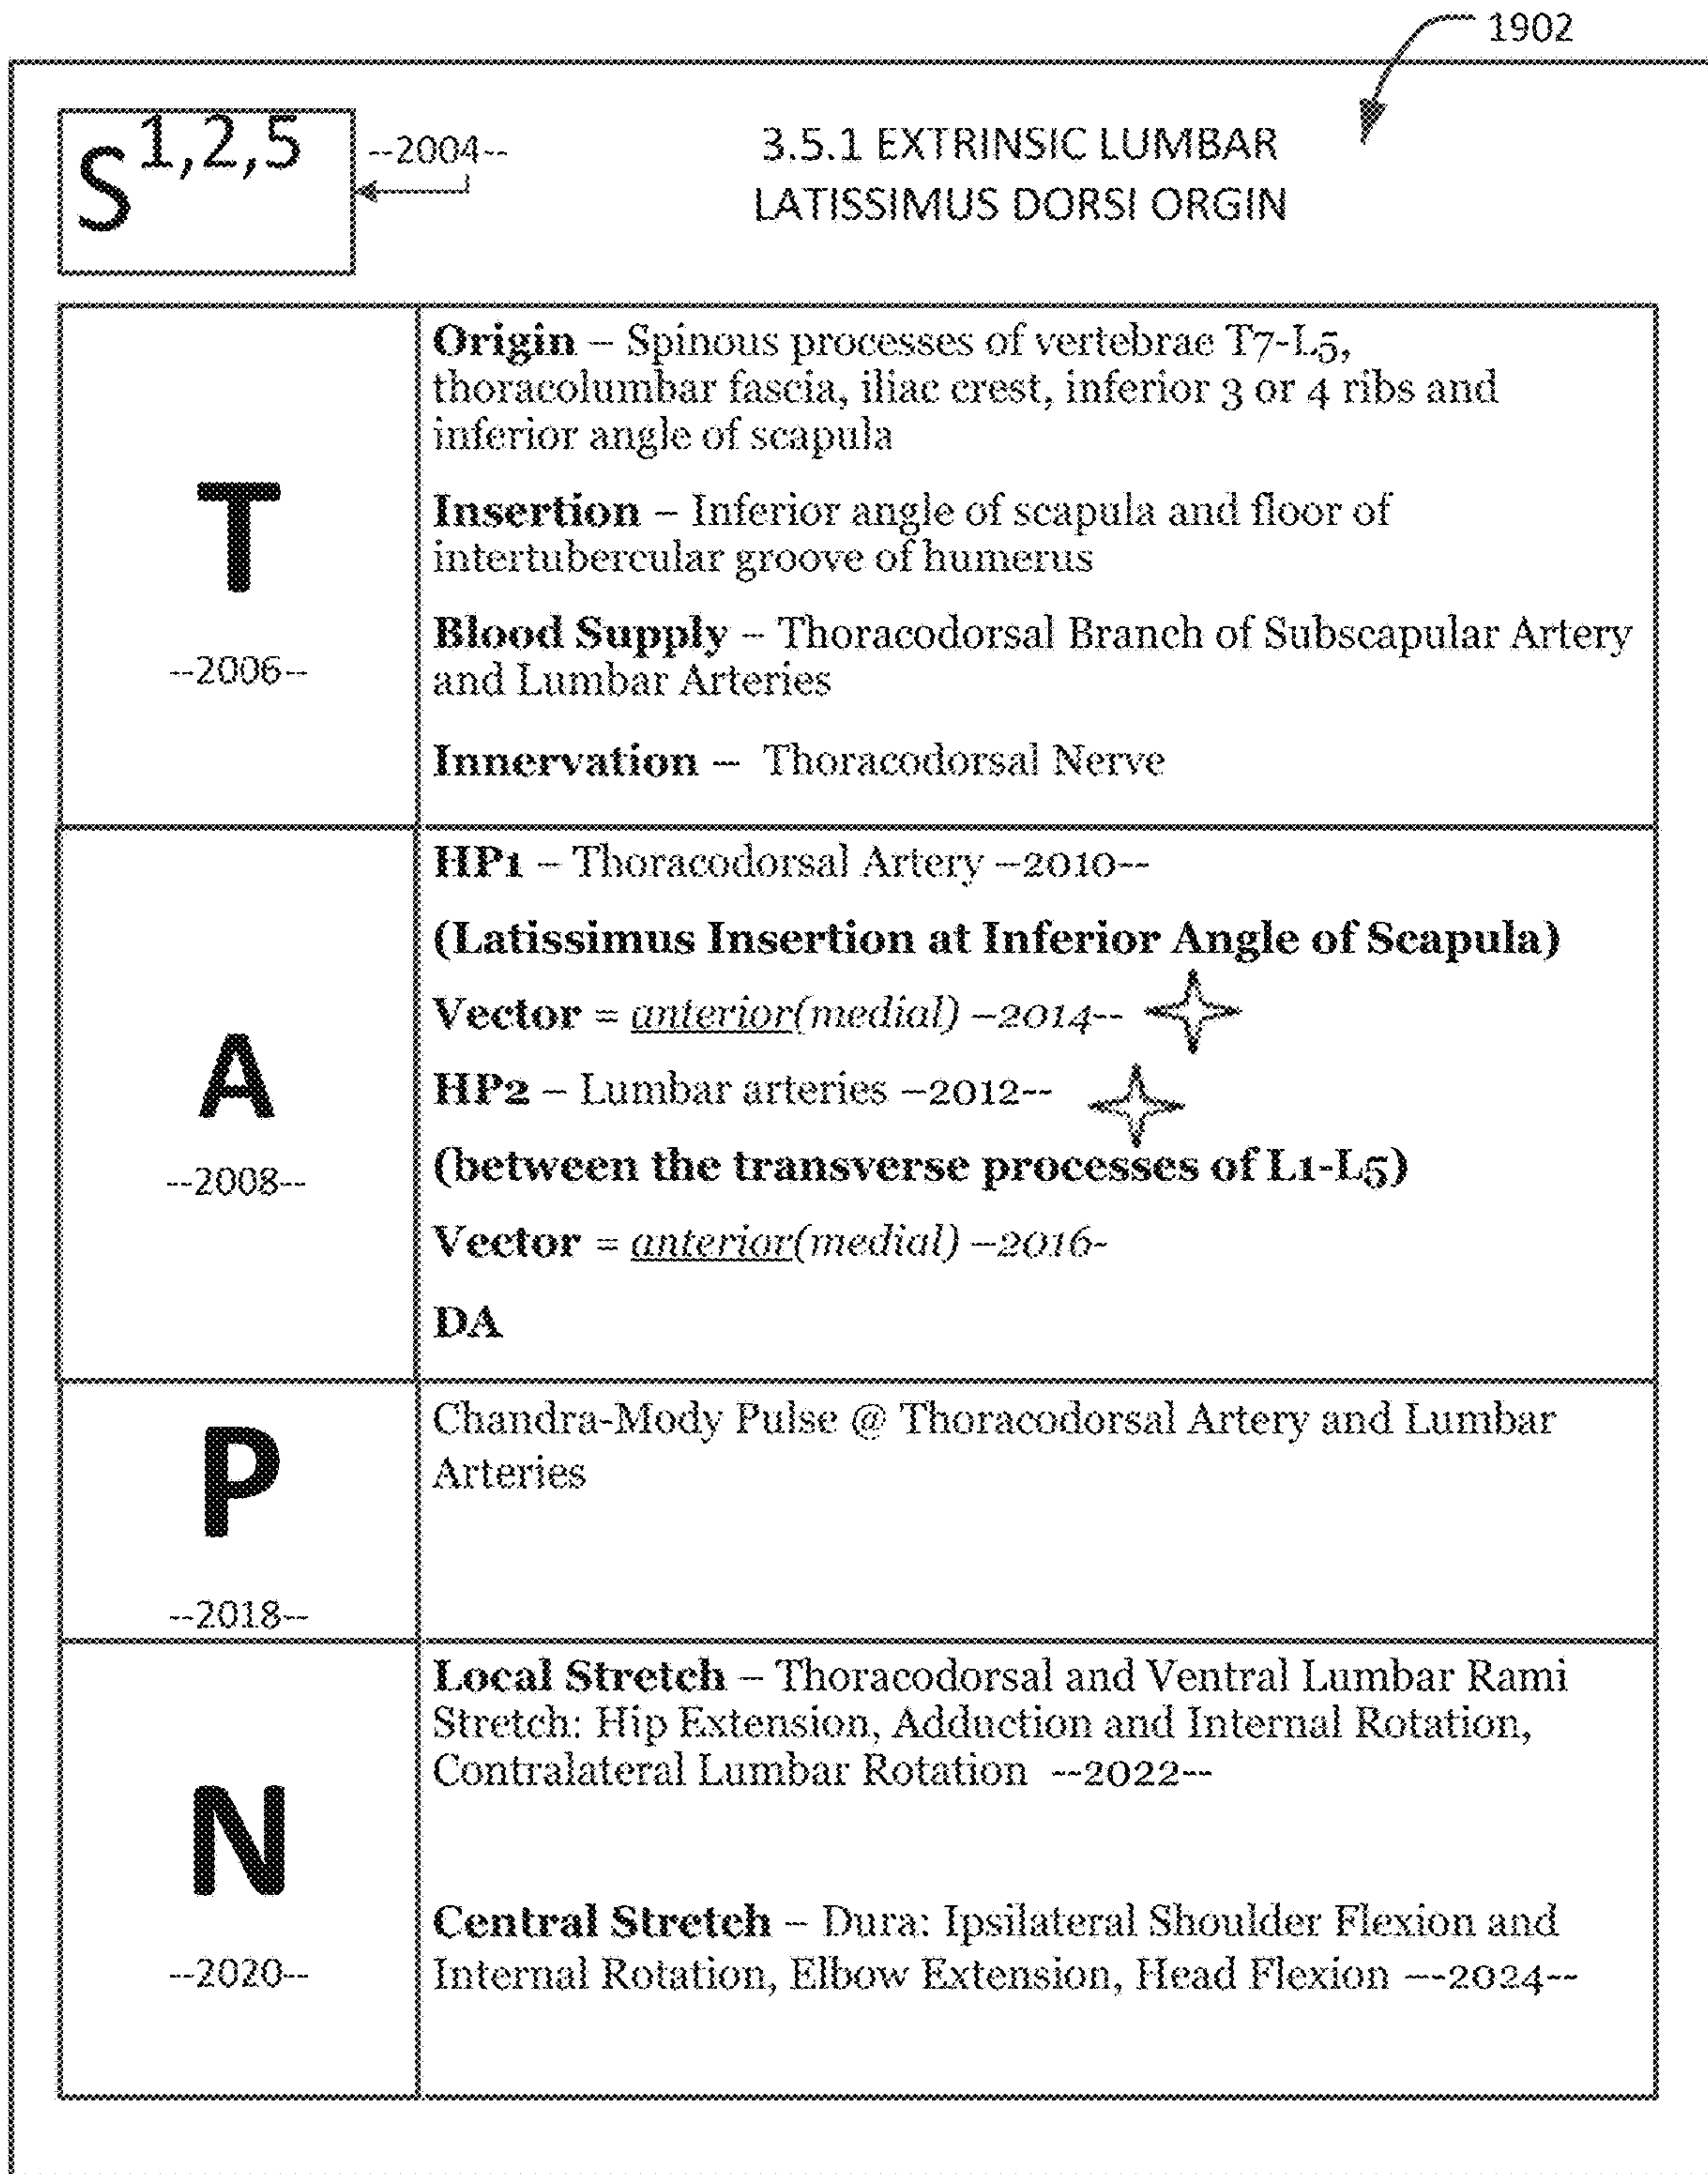 1902
S1,2,5
--2004--
3.5.1 EXTRINSIC LUMBAR
LATISSIMUS DORSI ORGIN
T
--2006--
Origin – Spinous processes of vertebrae T7-L5,
thoracolumbar fascia, iliac crest, inferior 3 or 4 ribs and
inferior angle of scapula
Insertion – Inferior angle of scapula and floor of
intertubercular groove of humerus
Blood Supply – Thoracodorsal Branch of Subscapular Artery
and Lumbar Arteries
Innervation – Thoracodorsal Nerve
A
--2008--
HP1 – Thoracodorsal Artery –2010--
(Latissimus Insertion at Inferior Angle of Scapula)
Vector = anterior(medial) –2014--
HP2 – Lumbar arteries –2012--
(between the transverse processes of L1-L5)
Vector = anterior(medial) –2016-
DA
P
--2018--
Chandra-Mody Pulse @ Thoracodorsal Artery and Lumbar
Arteries
N
--2020--
Local Stretch – Thoracodorsal and Ventral Lumbar Rami
Stretch: Hip Extension, Adduction and Internal Rotation,
Contralateral Lumbar Rotation --2022--
Central Stretch – Dura: Ipsilateral Shoulder Flexion and
Internal Rotation, Elbow Extension, Head Flexion –-2024--